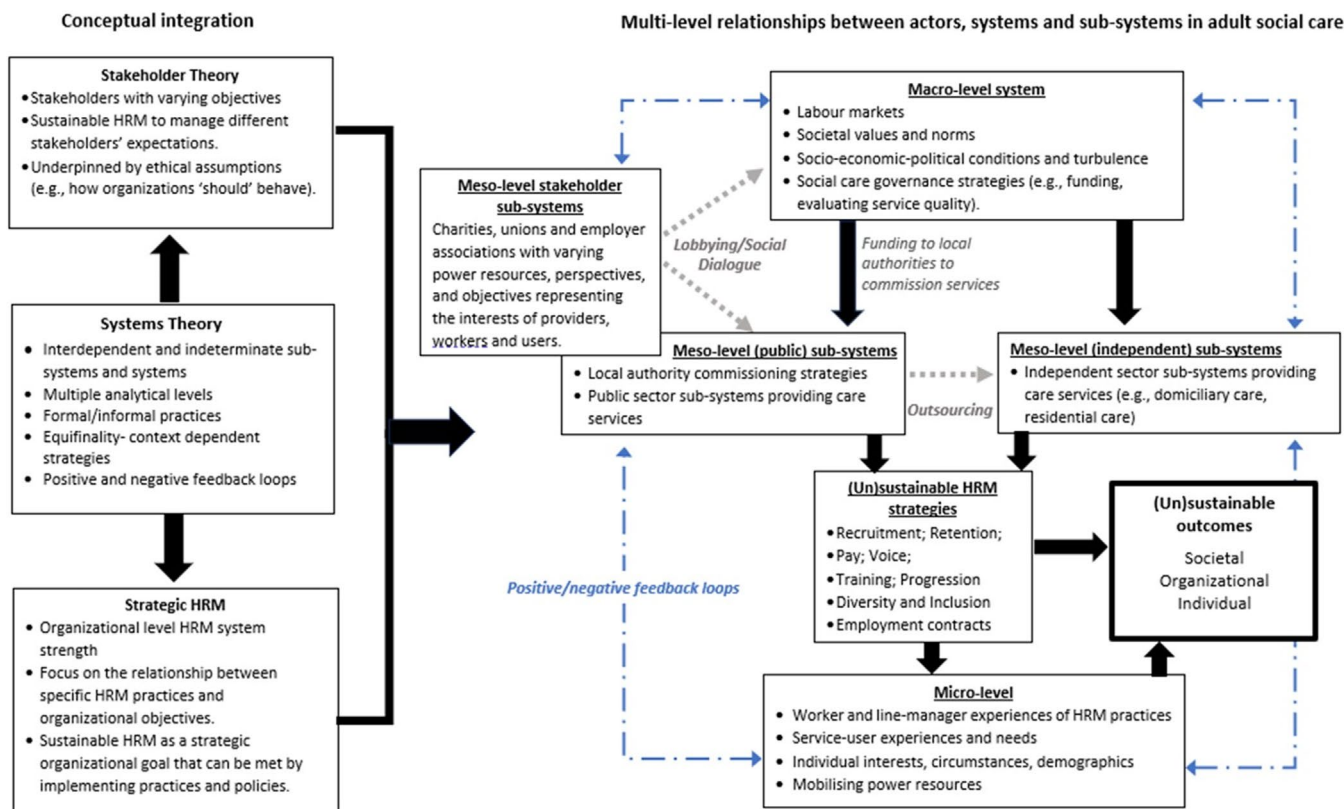 Conceptual integration
Multi-level relationships between actors, systems and sub-systems in adult social care
Stakeholder Theory
• Stakeholders with varying objectives
• Sustainable HRM to manage different
stakeholders' expectations.
• Underpinned by ethical assumptions
(e.g., how organizations 'should' behave).
Systems Theory
• Interdependent and indeterminate sub-
systems and systems
• Multiple analytical levels
• Formal/informal practices
• Equifinality- context dependent
strategies
• Positive and negative feedback loops
Strategic HRM
• Organizational level HRM system
strength
• Focus on the relationship between
specific HRM practices and
organizational objectives.
• Sustainable HRM as a strategic
organizational goal that can be met by
implementing practices and policies.
Macro-level system
• Labour markets
• Societal values and norms
• Socio-economic-political conditions and turbulence
• Social care governance strategies (e.g., funding,
evaluating service quality).
Meso-level stakeholder
sub-systems
Charities, unions and employer
associations with varying
power resources, perspectives,
and objectives representing
the interests of providers,
workers and users.
Lobbying/Social
Dialogue
Funding to local
authorities to
commission services
Meso-level (public) sub-systems
• Local authority commissioning strategies
• Public sector sub-systems providing care
services
Outsourcing
Meso-level (independent) sub-systems
• Independent sector sub-systems providing
care services (e.g., domiciliary care,
residential care)
(Un)sustainable HRM
strategies
• Recruitment; Retention;
• Pay; Voice;
• Training; Progression
• Diversity and Inclusion
• Employment contracts
(Un)sustainable
outcomes
Societal
Organizational
Individual
Positive/negative feedback loops
Micro-level
• Worker and line-manager experiences of HRM practices
• Service-user experiences and needs
• Individual interests, circumstances, demographics
• Mobilising power resources